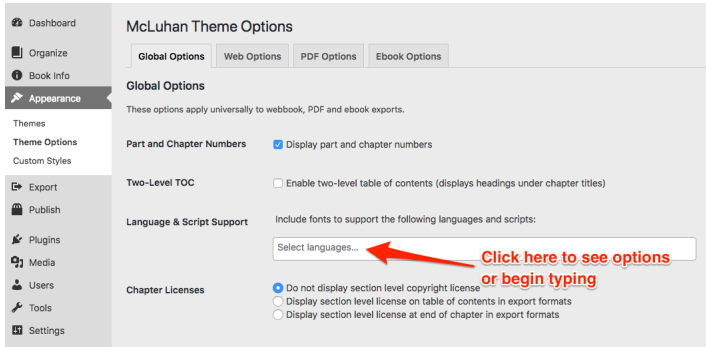 Dashboard
Organize
Book Info
Appearance
Themes
Theme Options
Custom Styles
Export
Publish
Plugins
Media
Users
Tools
Settings
McLuhan Theme Options
Global Options
Web Options
PDF Options
Ebook Options
Global Options
These options apply universally to webbook, PDF and ebook exports.
Part and Chapter Numbers
Display part and chapter numbers
Two-Level TOC
Enable two-level table of contents (displays headings under chapter titles)
Language & Script Support
Include fonts to support the following languages and scripts:
Select languages...
Click here to see options
or begin typing
Chapter Licenses
Do not display section level copyright license
Display section level license on table of contents in export formats
Display section level license at end of chapter in export formats